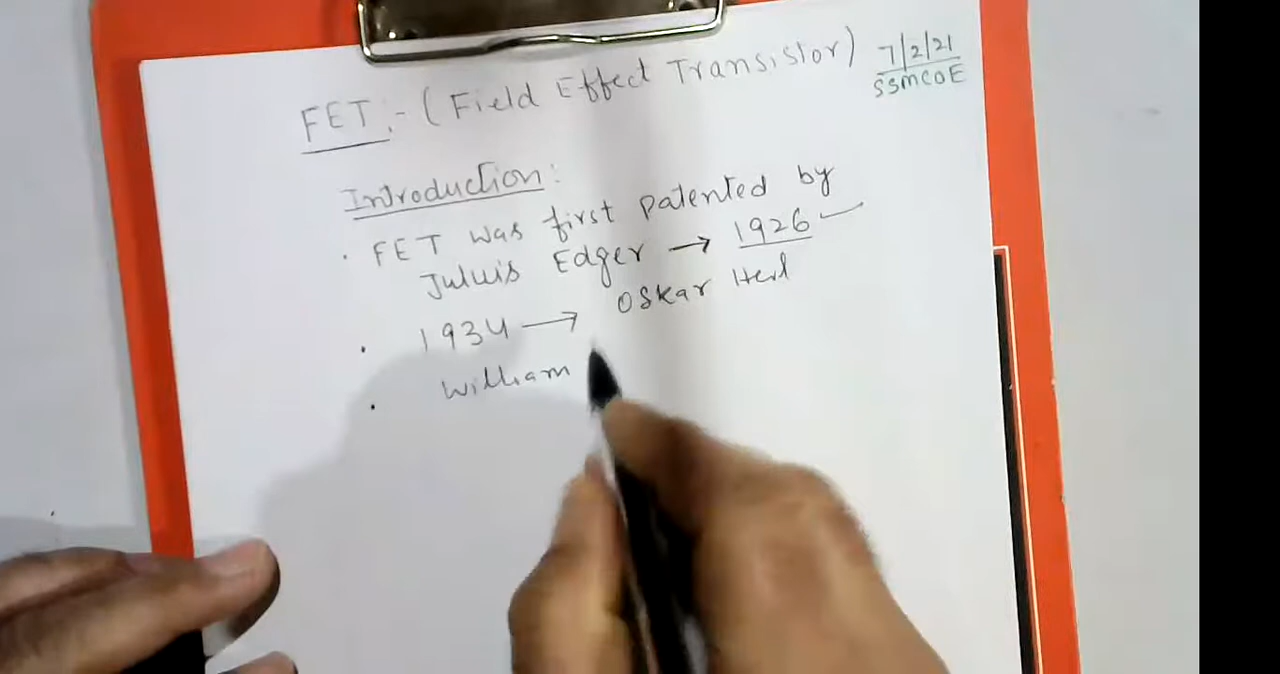 FET :- (Field Effect Transistor) 7/2/21
SSMCOE
Introduction:
. FET was first patented by
Juluis Edger → 1926
. 1934 → OSkar Heil
. William